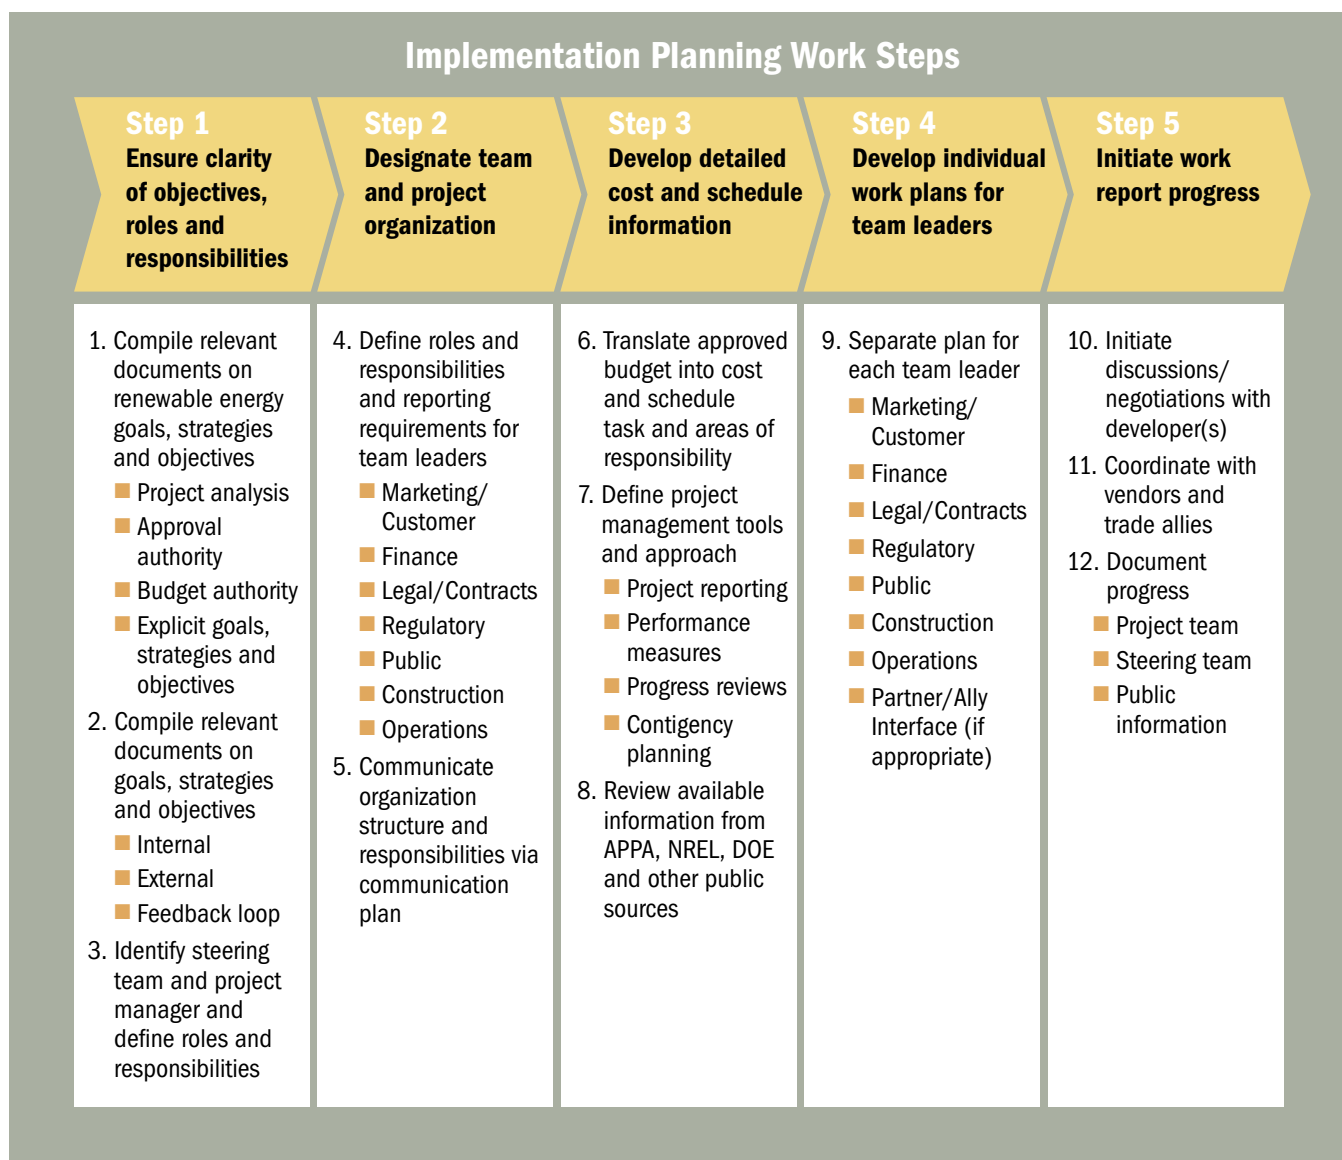 Implementation Planning Work Steps
Step 1
Ensure clarity
of objectives,
roles and
responsibilities
1. Compile relevant
documents on
renewable energy
goals, strategies
and objectives
Project analysis
Approval
authority
Budget authority
Explicit goals,
strategies and
objectives
2. Compile relevant
documents on
goals, strategies
and objectives
Internal
External
Feedback loop
3. Identify steering
team and project
manager and
define roles and
responsibilities
Step 2
Designate team
and project
organization
4. Define roles and
responsibilities
and reporting
requirements for
team leaders
Marketing/
Customer
Finance
Legal/Contracts
Regulatory
Public
Construction
Operations
5. Communicate
organization
structure and
responsibilities via
communication
plan
Step 3
Develop detailed
cost and schedule
information
6. Translate approved
budget into cost
and schedule
task and areas of
responsibility
7. Define project
management tools
and approach
Project reporting
Performance
measures
Progress reviews
Contigency
planning
8. Review available
information from
APPA, NREL, DOE
and other public
sources
Step 4
Develop individual
work plans for
team leaders
9. Separate plan for
each team leader
Marketing/
Customer
Finance
Legal/Contracts
Regulatory
Public
Construction
Operations
Partner/Ally
Interface (if
appropriate)
Step 5
Initiate work
report progress
10. Initiate
discussions/
negotiations with
developer(s)
11. Coordinate with
vendors and
trade allies
12. Document
progress
Project team
Steering team
Public
information